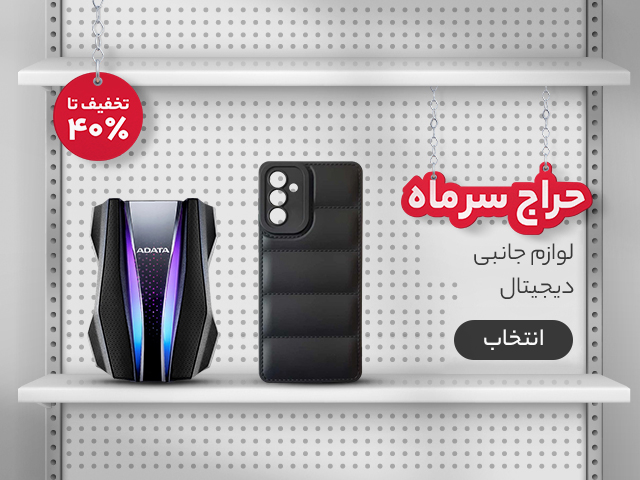 تخفیف تا
۴۰%
حراج سرماه
لوازم جانبی
دیجیتال
انتخاب
ADATA